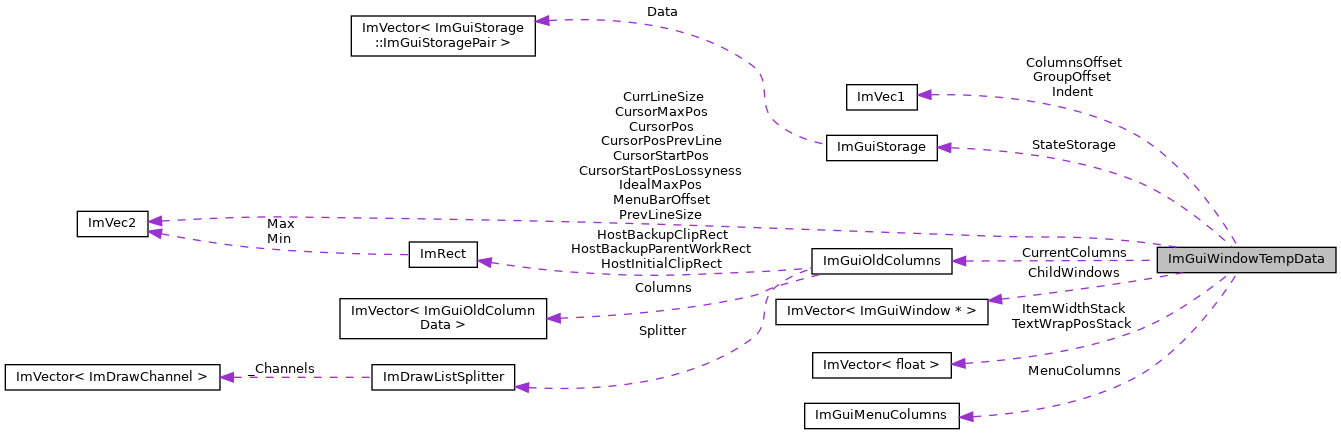 Data
ImVector< ImGuiStorage
::ImGuiStoragePair >
ColumnsOffset
GroupOffset
Indent
ImVec1
CurrLineSize
CursorMaxPos
CursorPos
CursorPosPrevLine
CursorStartPos
CursorStartPosLossyness
IdealMaxPos
MenuBarOffset
PrevLineSize
ImGuiStorage
StateStorage
ImVec2
Max
Min
ImRect
HostBackupClipRect
HostBackupParentWorkRect
HostInitialClipRect
ImGuiOldColumns
CurrentColumns
ImGuiWindowTempData
ChildWindows
Columns
ImVector< ImGuiOldColumn
Data >
ImVector< ImGuiWindow * >
ItemWidthStack
TextWrapPosStack
Splitter
ImVector< float >
ImVector< ImDrawChannel >
_Channels
ImDrawListSplitter
MenuColumns
ImGuiMenuColumns